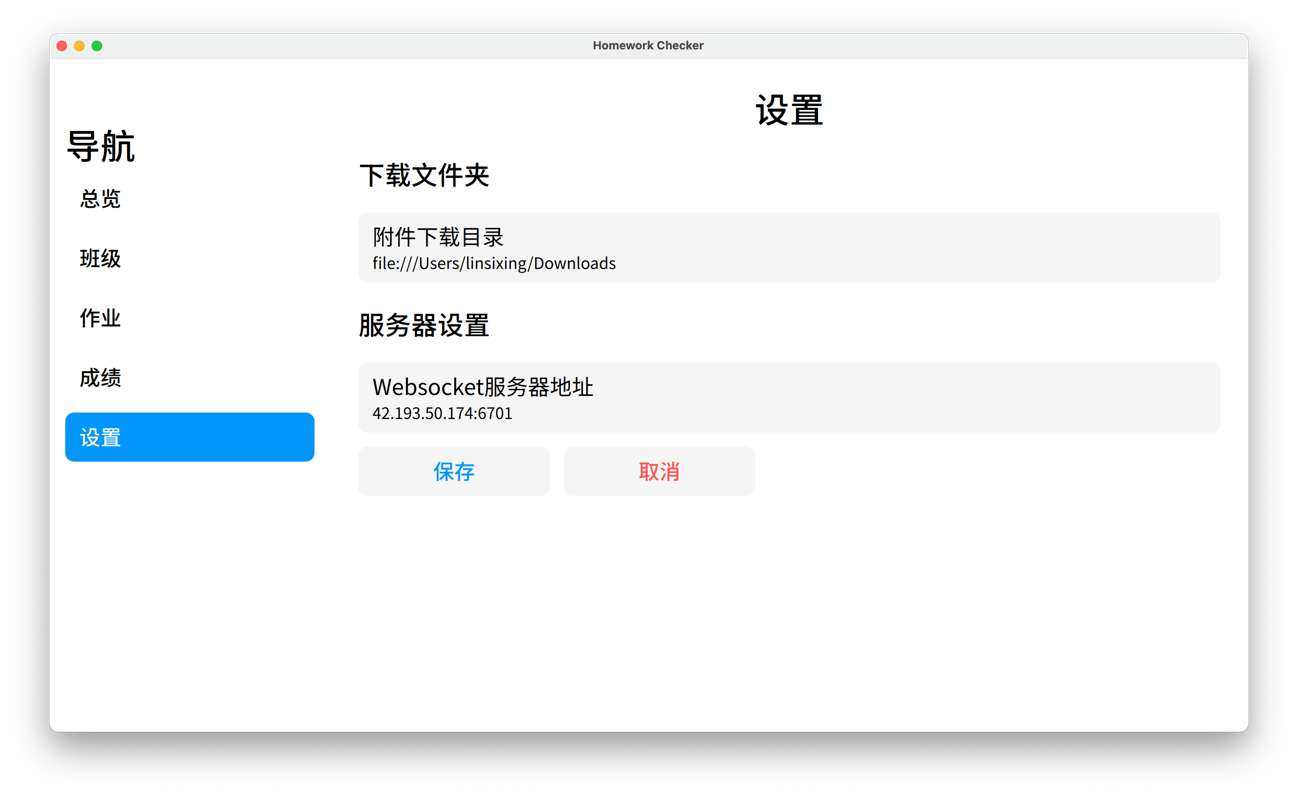 Homework Checker
导航
总览
班级
作业
成绩
设置
设置
下载文件夹
附件下载目录
file:///Users/linsixing/Downloads
服务器设置
Websocket服务器地址
42.193.50.174:6701
保存
取消